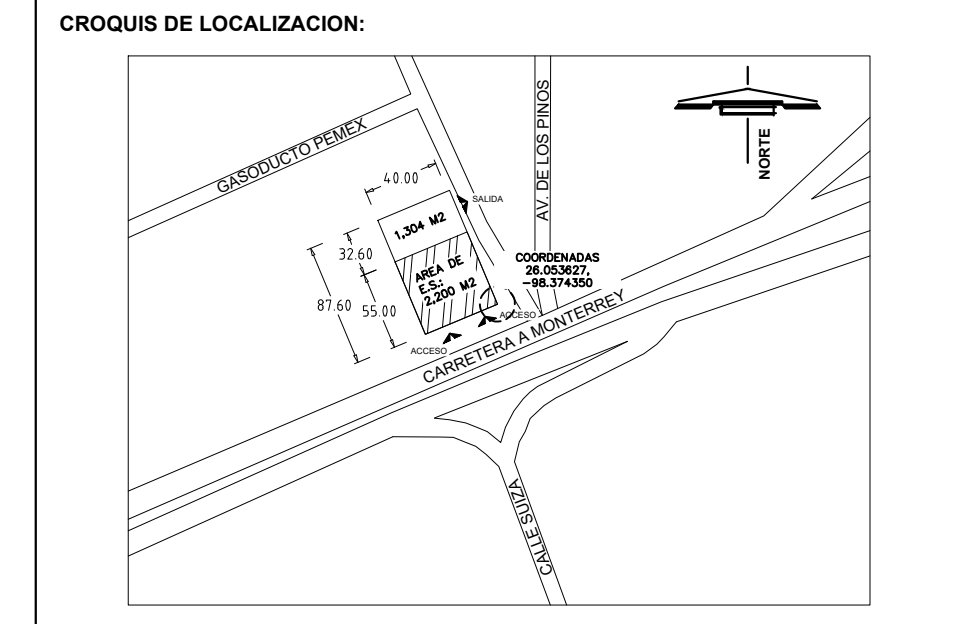 CROQUIS DE LOCALIZACION:
GASODUCTO PEMEX
AV. DE LOS PINOS
NORTE
40.00
SALIDA
1,304 M2
32.60
AREA DE
E.S.:
2,200 M2
COORDENADAS
26.053627,
-98.374350
87.60
55.00
ACCESO
ACCESO
CARRETERA A MONTERREY
CALLE SUIZA